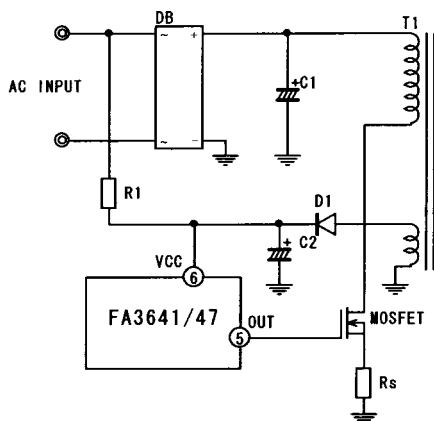 DB
T1
~ +
C1
+
AC INPUT
~ -
R1
D1
+
C2
VCC
6
FA3641/47
OUT
5
MOSFET
Rs